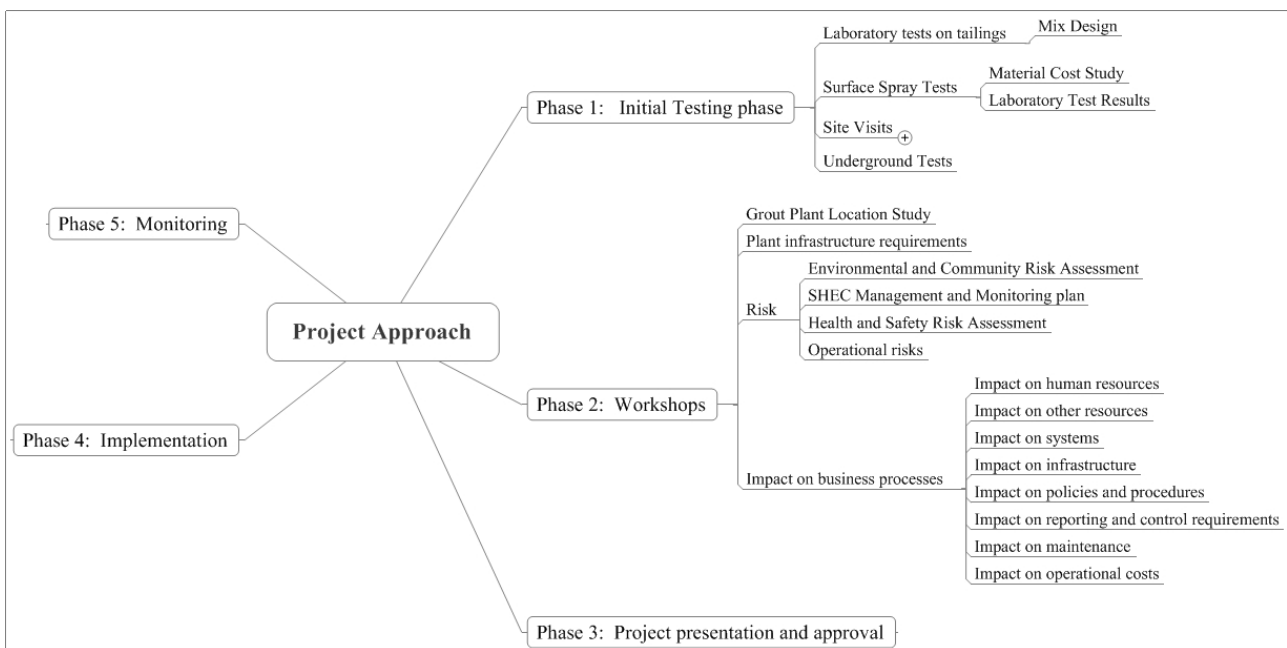 Project Approach
Phase 1: Initial Testing phase
Laboratory tests on tailings
Mix Design
Surface Spray Tests
Material Cost Study
Laboratory Test Results
Site Visits
Underground Tests
Phase 2: Workshops
Grout Plant Location Study
Plant infrastructure requirements
Risk
Environmental and Community Risk Assessment
SHEC Management and Monitoring plan
Health and Safety Risk Assessment
Operational risks
Impact on business processes
Impact on human resources
Impact on other resources
Impact on systems
Impact on infrastructure
Impact on policies and procedures
Impact on reporting and control requirements
Impact on maintenance
Impact on operational costs
Phase 3: Project presentation and approval
Phase 4: Implementation
Phase 5: Monitoring